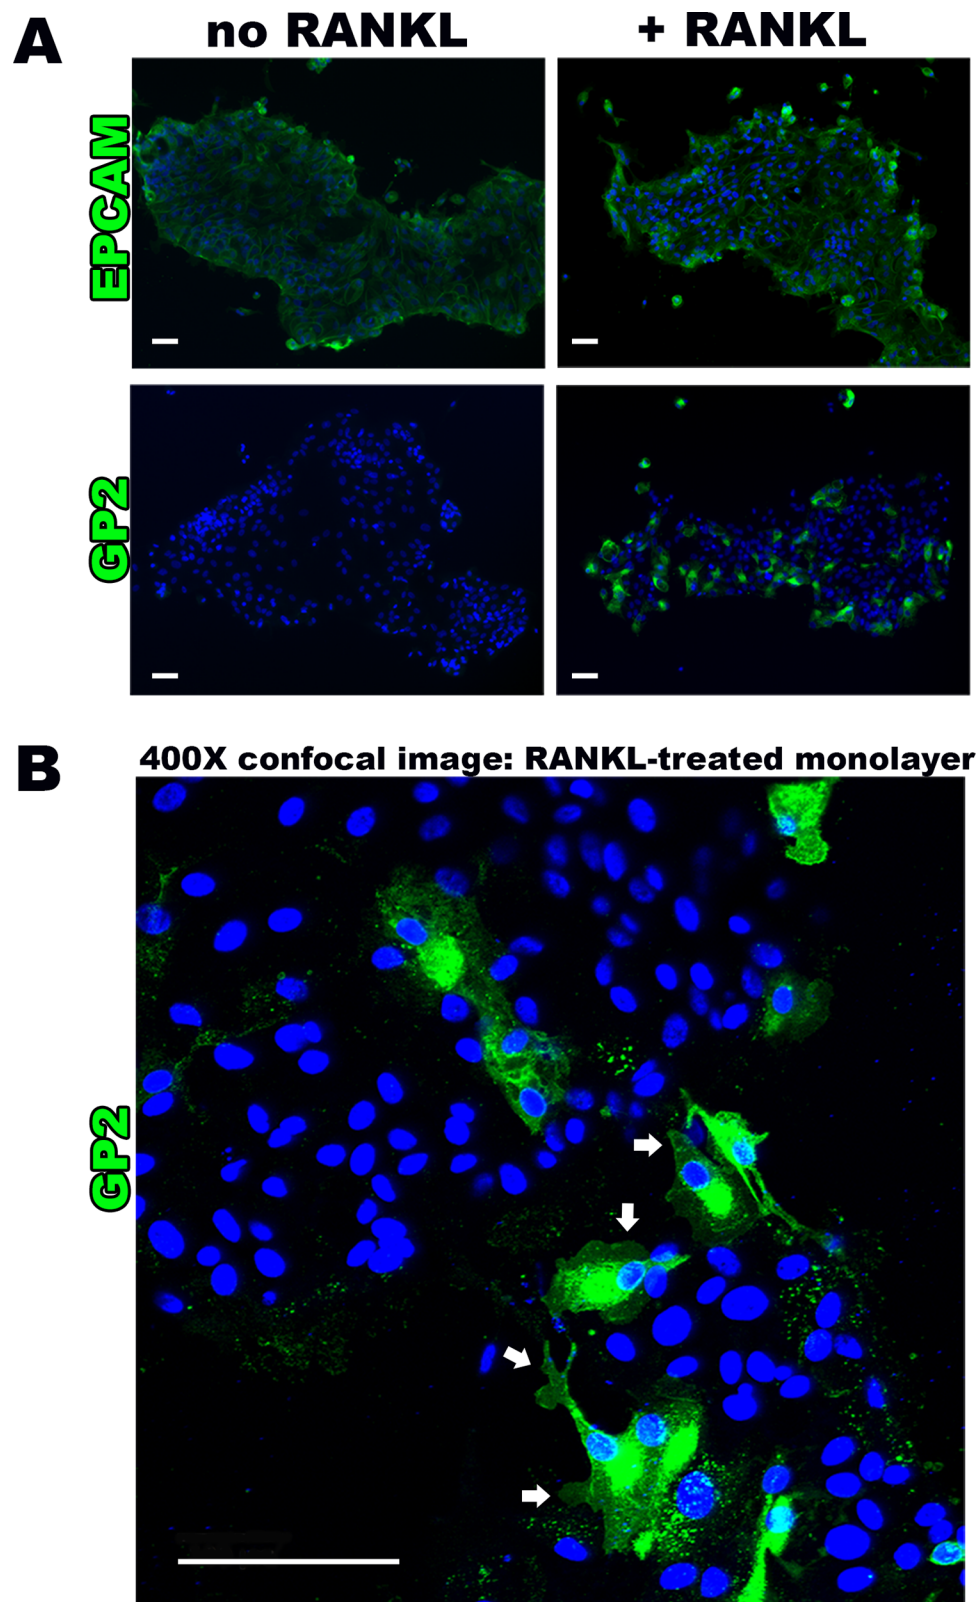 A
no RANKL
+ RANKL
EPCAM
GP2
B
400X confocal image: RANKL-treated monolayer
GP2